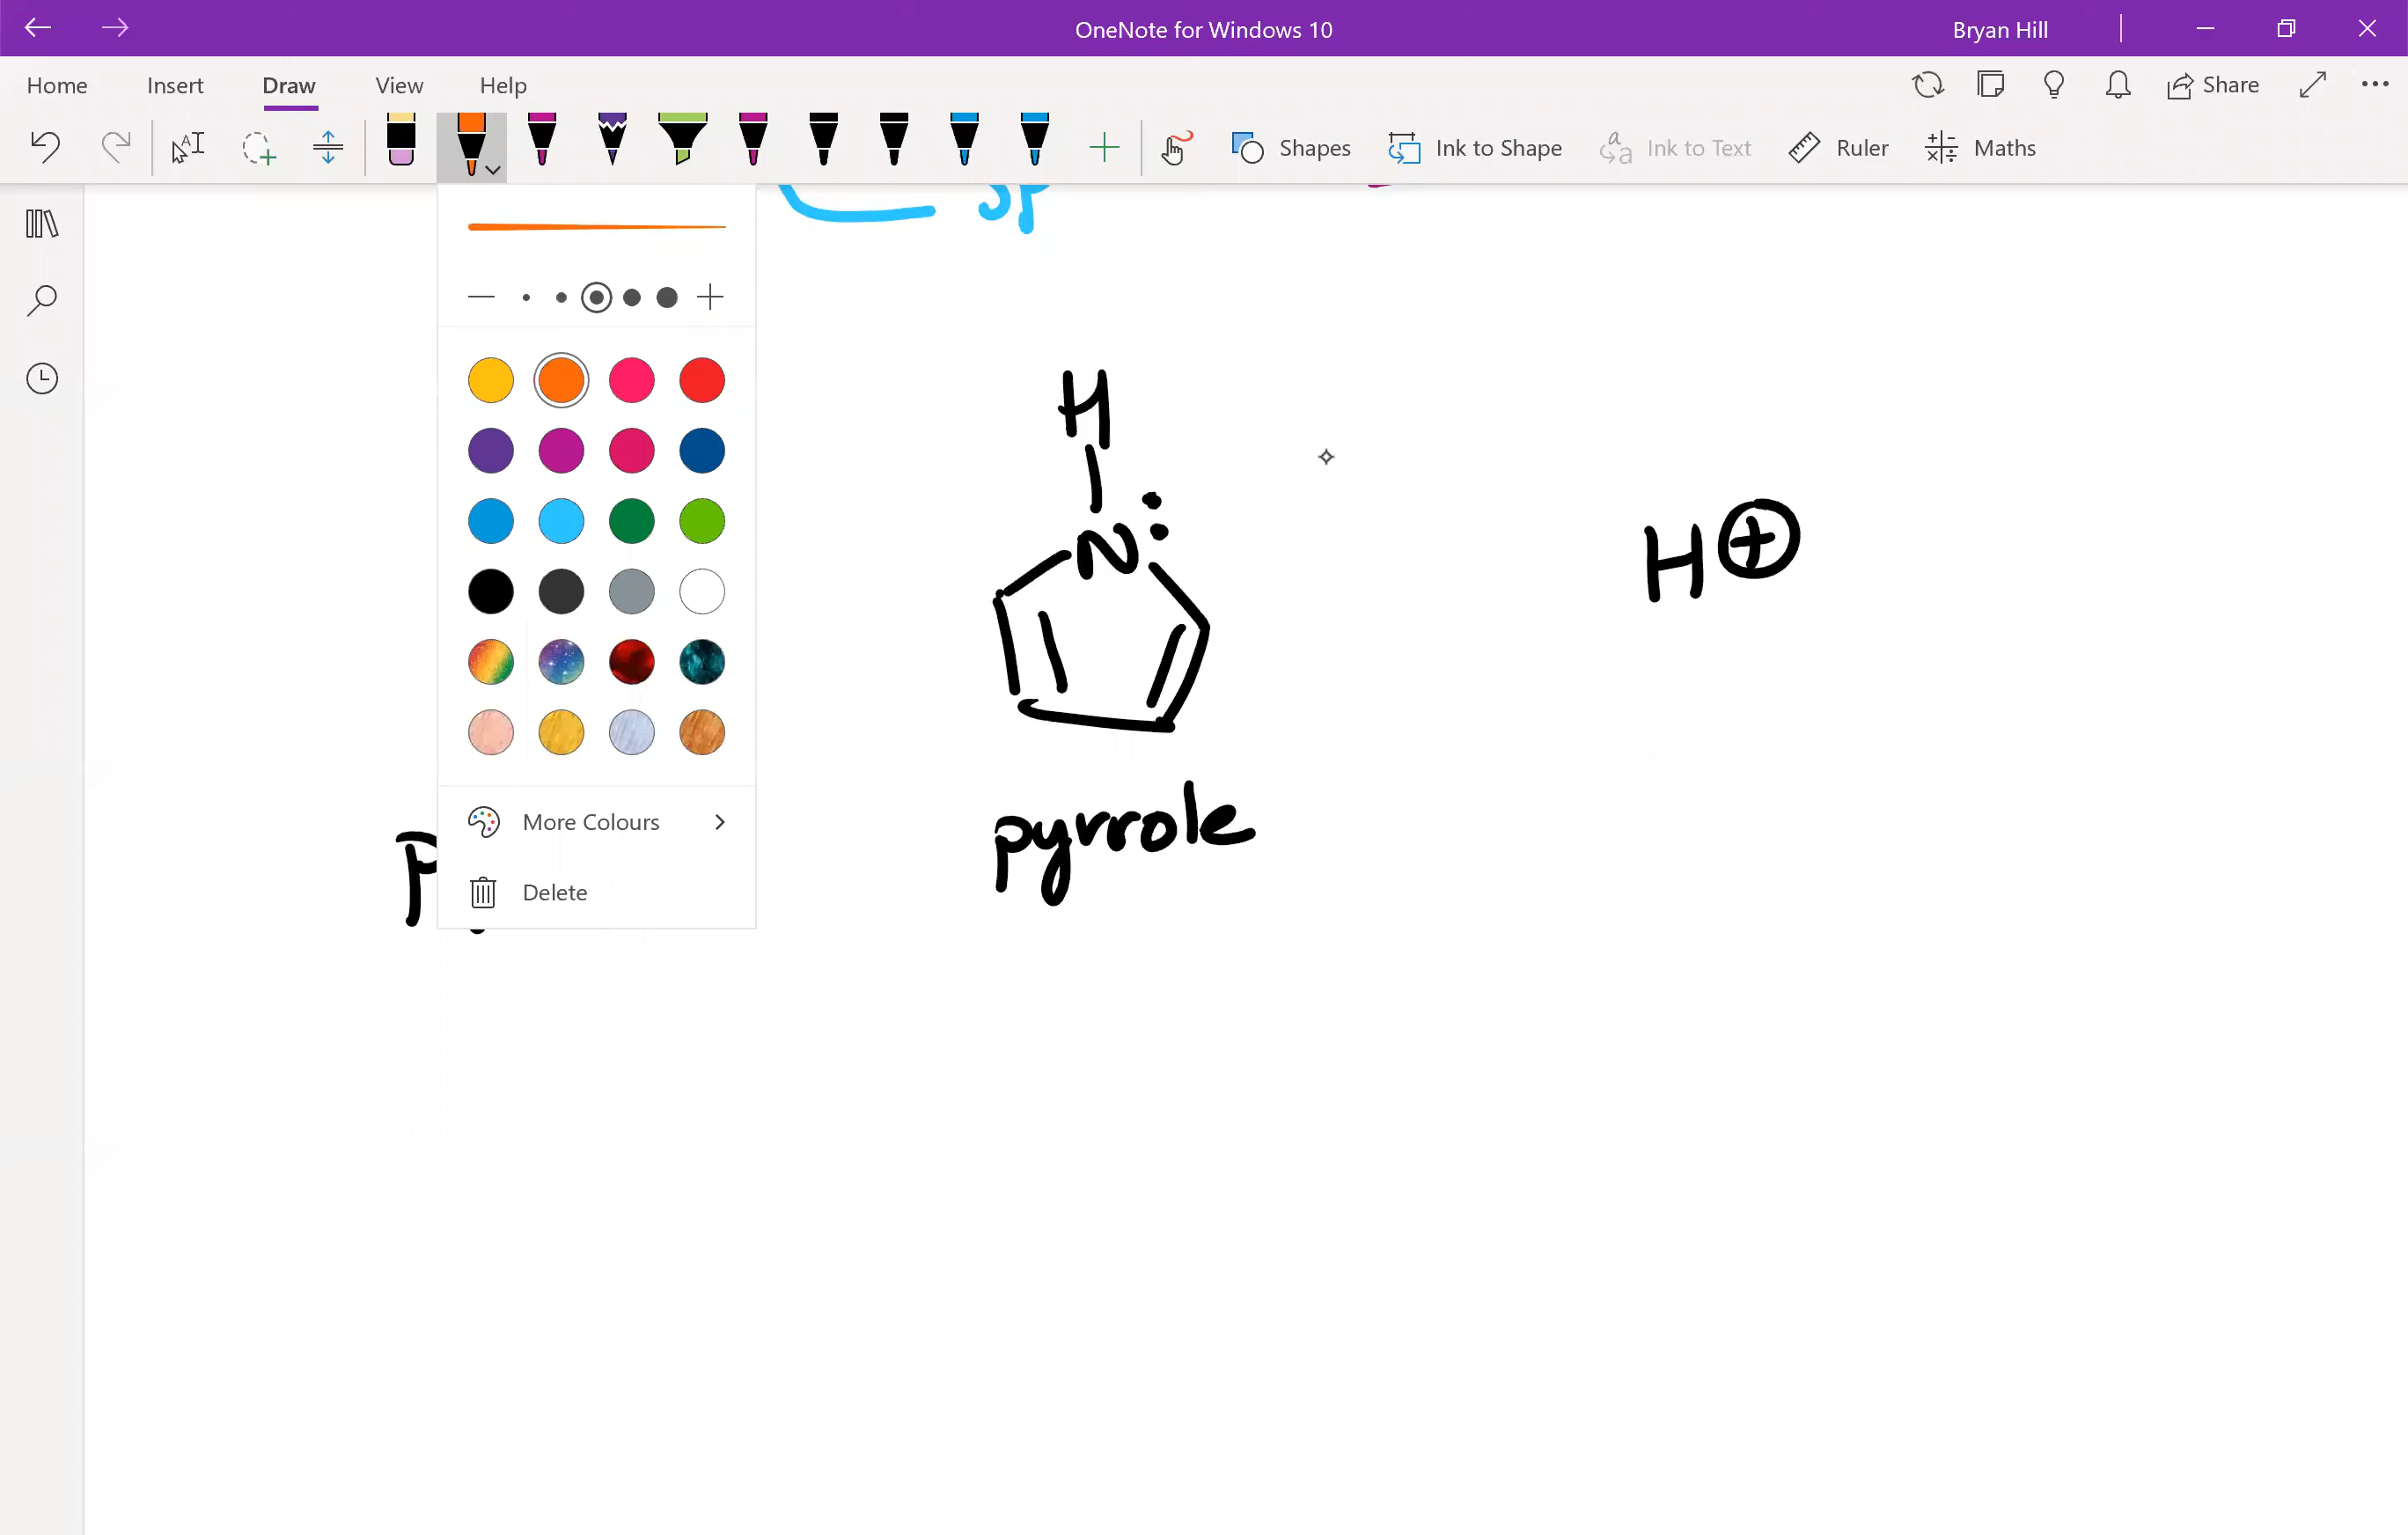 OneNote for Windows 10
Bryan Hill
Home Insert Draw View Help
Share
Shapes Ink to Shape Ink to Text Ruler Maths
sp
H
N:
H+
pyrrole
P
More Colours
Delete